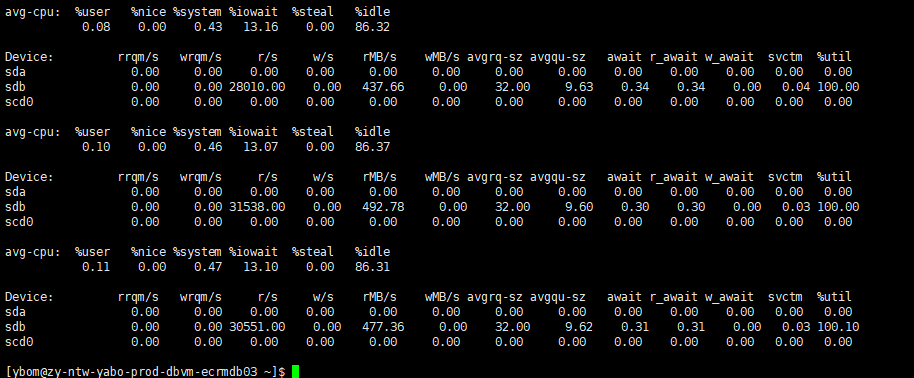 avg-cpu:  %user   %nice %system %iowait  %steal   %idle
           0.08    0.00    0.43   13.16    0.00   86.32
Device:         rrqm/s   wrqm/s     r/s     w/s    rMB/s    wMB/s avgrq-sz avgqu-sz   await r_await w_await  svctm  %util
sda               0.00     0.00    0.00    0.00     0.00     0.00     0.00     0.00    0.00    0.00    0.00   0.00   0.00
sdb               0.00     0.00 28010.00    0.00   437.66     0.00    32.00     9.63    0.34    0.34    0.00   0.04 100.00
scd0              0.00     0.00    0.00    0.00     0.00     0.00     0.00     0.00    0.00    0.00    0.00   0.00   0.00
avg-cpu:  %user   %nice %system %iowait  %steal   %idle
           0.10    0.00    0.46   13.07    0.00   86.37
Device:         rrqm/s   wrqm/s     r/s     w/s    rMB/s    wMB/s avgrq-sz avgqu-sz   await r_await w_await  svctm  %util
sda               0.00     0.00    0.00    0.00     0.00     0.00     0.00     0.00    0.00    0.00    0.00   0.00   0.00
sdb               0.00     0.00 31538.00    0.00   492.78     0.00    32.00     9.60    0.30    0.30    0.00   0.03 100.00
scd0              0.00     0.00    0.00    0.00     0.00     0.00     0.00     0.00    0.00    0.00    0.00   0.00   0.00
avg-cpu:  %user   %nice %system %iowait  %steal   %idle
           0.11    0.00    0.47   13.10    0.00   86.31
Device:         rrqm/s   wrqm/s     r/s     w/s    rMB/s    wMB/s avgrq-sz avgqu-sz   await r_await w_await  svctm  %util
sda               0.00     0.00    0.00    0.00     0.00     0.00     0.00     0.00    0.00    0.00    0.00   0.00   0.00
sdb               0.00     0.00 30551.00    0.00   477.36     0.00    32.00     9.62    0.31    0.31    0.00   0.03 100.10
scd0              0.00     0.00    0.00    0.00     0.00     0.00     0.00     0.00    0.00    0.00    0.00   0.00   0.00
[ybom@zy-ntw-yabo-prod-dbvm-ecrmdb03 ~]$